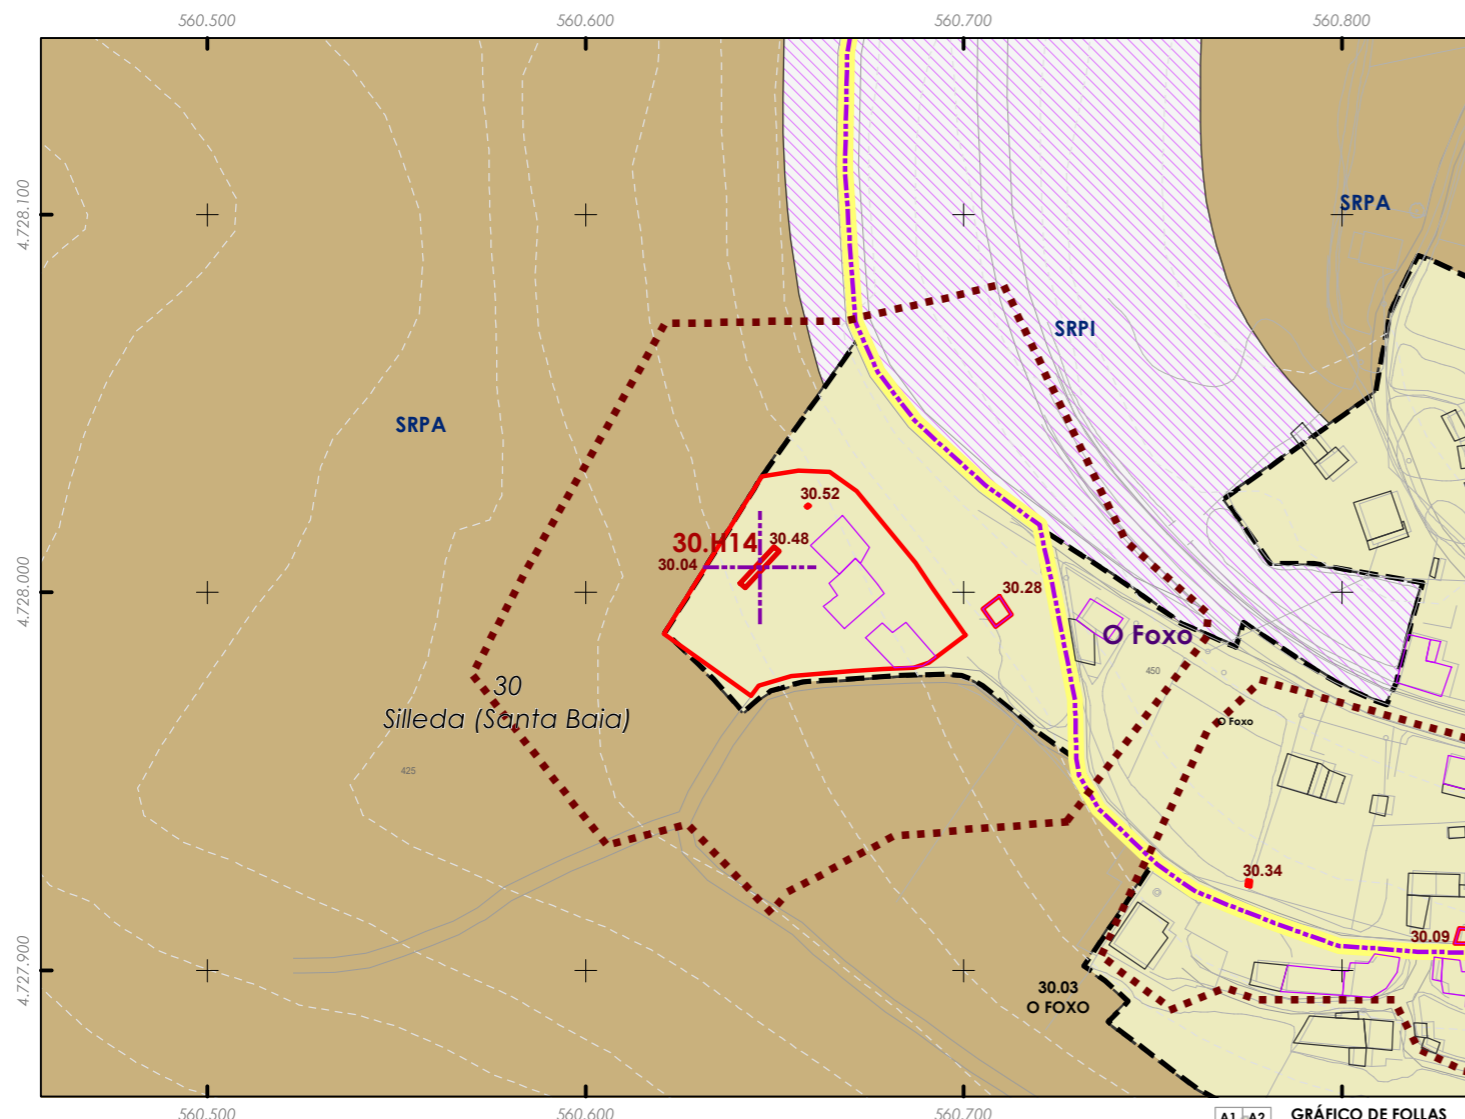 560.500
560.600
560.700
560.800
4.728.100
SRPA
SRPI
SRPA
30.52
30.H14
30.48
30.04
4.728.000
30.28
O Foxo
450
30
Silleda (Santa Baia)
O Foxo
425
30.34
30.09
4.727.900
30.03
O FOXO
560.500
560.600
560.700
A1
A2
GRÁFICO DE FOLLAS